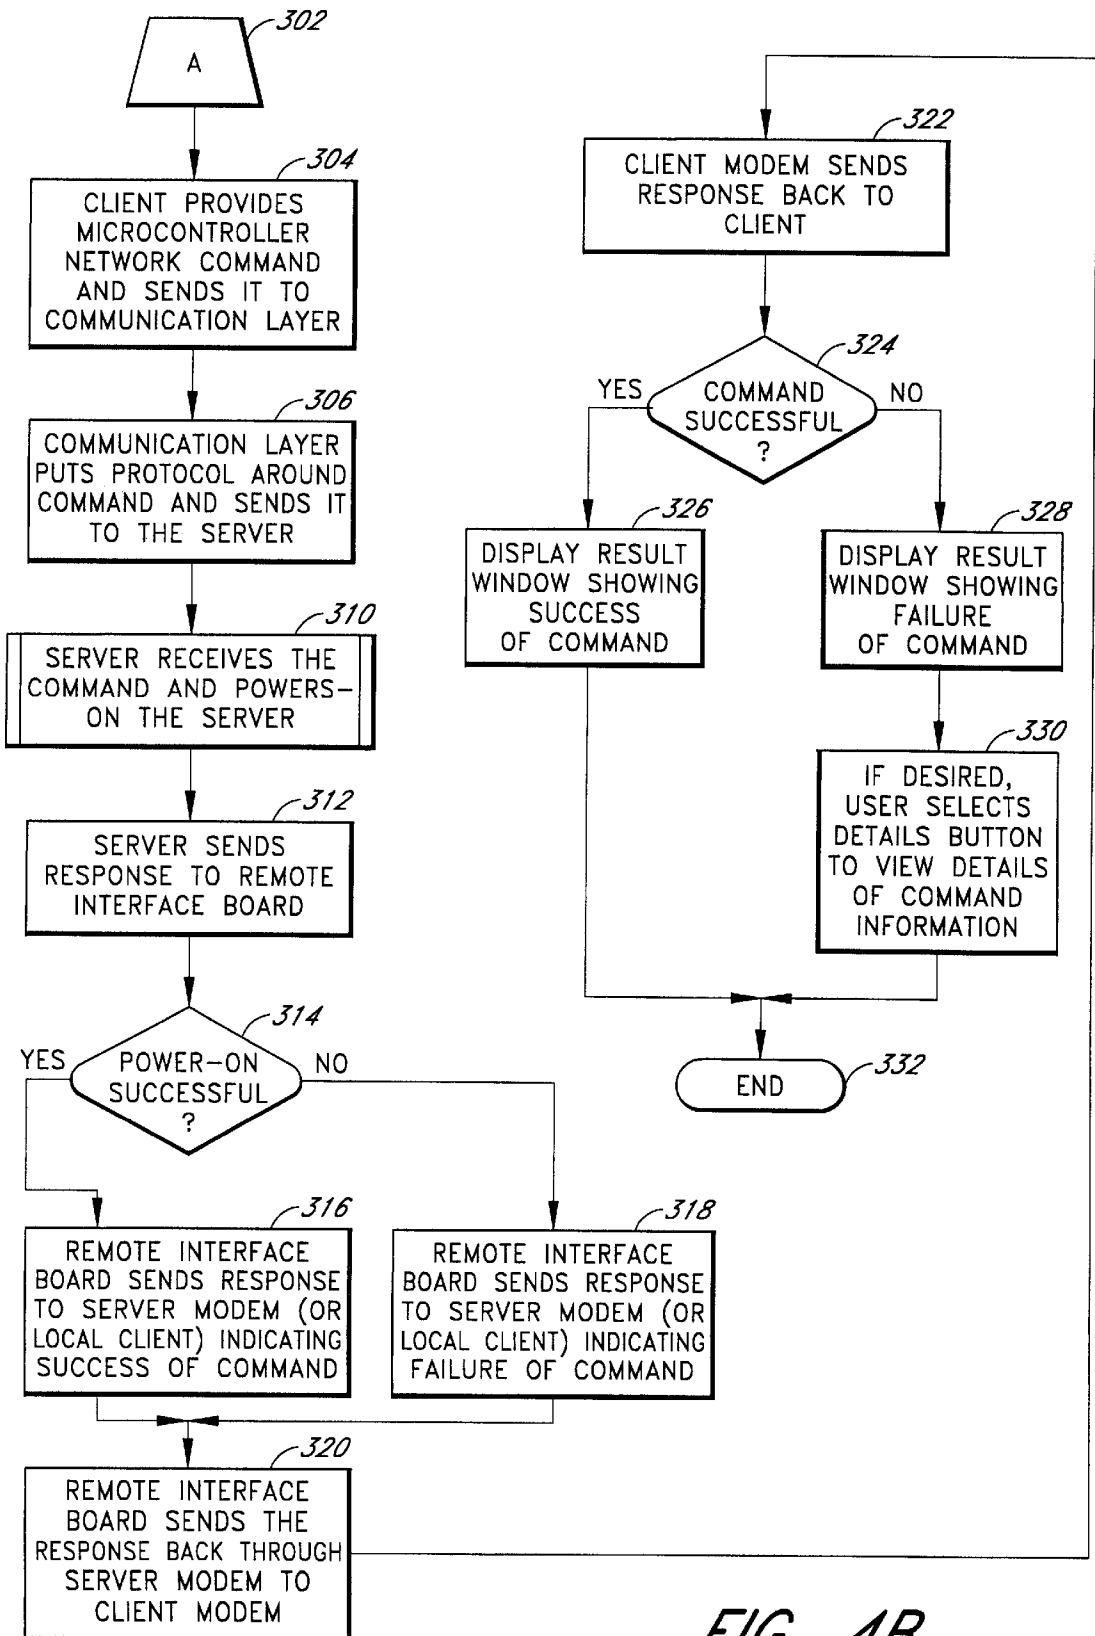 302
A
304
CLIENT PROVIDES
MICROCONTROLLER
NETWORK COMMAND
AND SENDS IT TO
COMMUNICATION LAYER
306
COMMUNICATION LAYER
PUTS PROTOCOL AROUND
COMMAND AND SENDS IT
TO THE SERVER
310
SERVER RECEIVES THE
COMMAND AND POWERS-
ON THE SERVER
312
SERVER SENDS
RESPONSE TO REMOTE
INTERFACE BOARD
314
YES
POWER-ON
SUCCESSFUL
?
NO
316
REMOTE INTERFACE
BOARD SENDS RESPONSE
TO SERVER MODEM (OR
LOCAL CLIENT) INDICATING
SUCCESS OF COMMAND
318
REMOTE INTERFACE
BOARD SENDS RESPONSE
TO SERVER MODEM (OR
LOCAL CLIENT) INDICATING
FAILURE OF COMMAND
320
REMOTE INTERFACE
BOARD SENDS THE
RESPONSE BACK THROUGH
SERVER MODEM TO
CLIENT MODEM
322
CLIENT MODEM SENDS
RESPONSE BACK TO
CLIENT
324
YES
COMMAND
SUCCESSFUL
?
NO
326
DISPLAY RESULT
WINDOW SHOWING
SUCCESS
OF COMMAND
328
DISPLAY RESULT
WINDOW SHOWING
FAILURE
OF COMMAND
330
IF DESIRED,
USER SELECTS
DETAILS BUTTON
TO VIEW DETAILS
OF COMMAND
INFORMATION
END
332
FIG. 4B